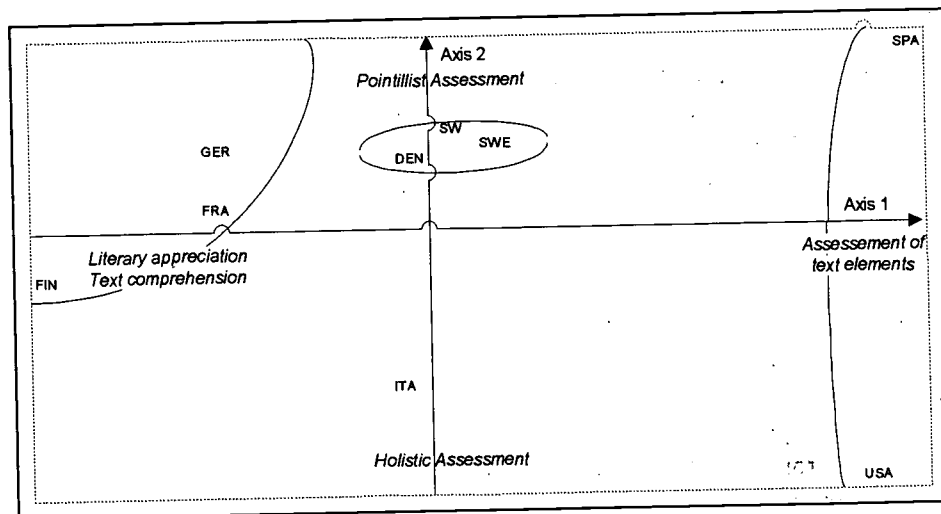 SPA
Axis 2
Pointillist Assessment
SW
SWE
GER
DEN
FRA
Axis 1
Literary appreciation
Text comprehension
Assessement of
text elements
FIN
ITA
Holistic Assessment
USA